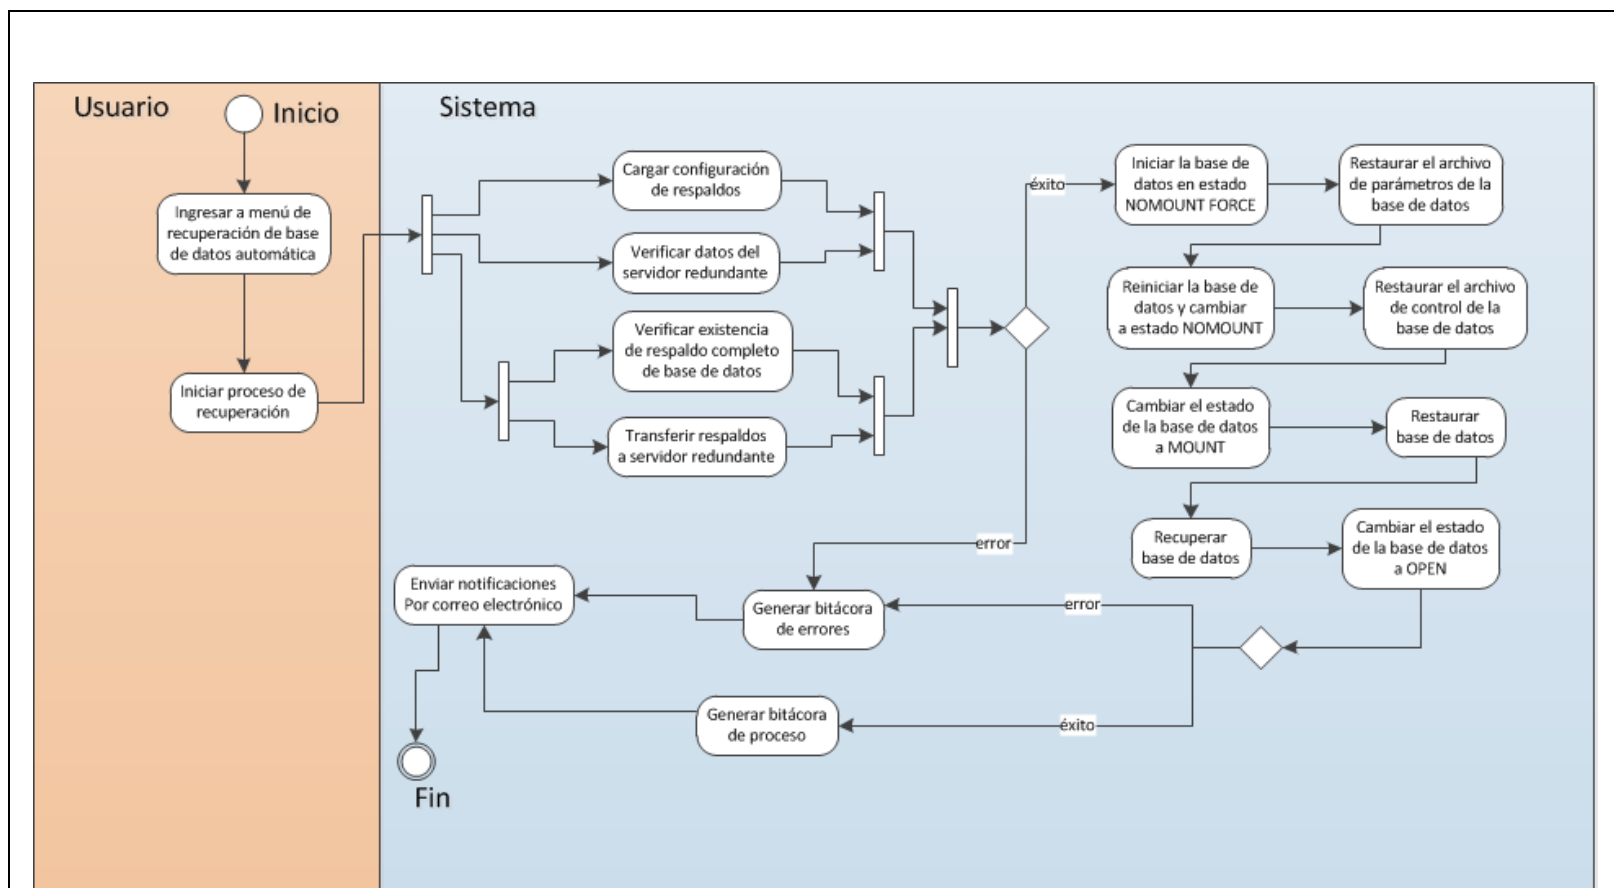 Usuario
Inicio
Ingresar a menú de
recuperación de base
de datos automática
Iniciar proceso de
recuperación
Sistema
Cargar configuración
de respaldos
Verificar datos del
servidor redundante
Verificar existencia
de respaldo completo
de base de datos
Transferir respaldos
a servidor redundante
éxito
Iniciar la base de
datos en estado
NOMOUNT FORCE
Restaurar el archivo
de parámetros de la
base de datos
Reiniciar la base de
datos y cambiar
a estado NOMOUNT
Restaurar el archivo
de control de la
base de datos
Cambiar el estado
de la base de datos
a MOUNT
Restaurar
base de datos
Recuperar
base de datos
Cambiar el estado
de la base de datos
a OPEN
error
error
éxito
Generar bitácora
de errores
Generar bitácora
de proceso
Enviar notificaciones
Por correo electrónico
Fin